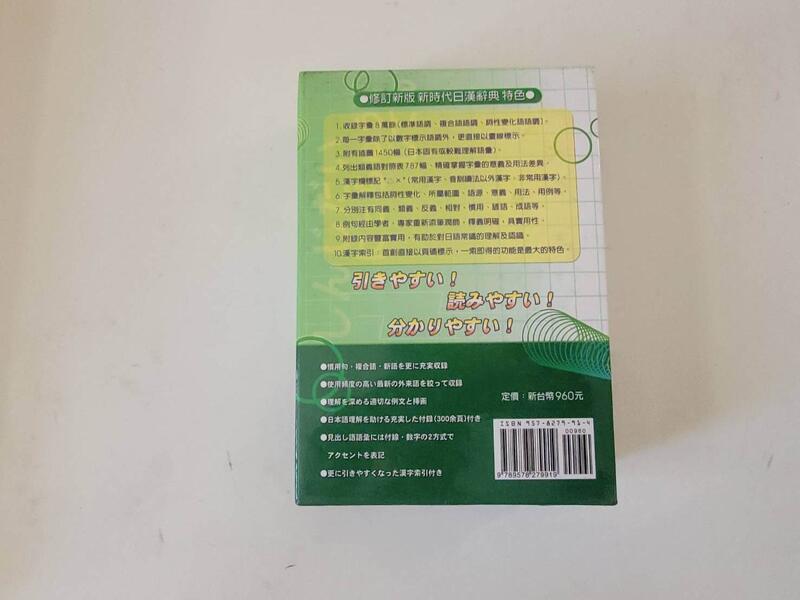 ●修訂新版 新時代日漢辭典 特色●
1.收錄字彙8萬餘(標準語調、複合語語調、詞性變化語語調)。
2.每一字彙除了以數字標示語調外，更直接以畫線標示。
3.附有插圖1450幅(日本固有或較難理解語彙)。
4.列出類義語對照表787幅、精確掌握字彙的意義及用法差異。
5.漢字欄標記"△×"(常用漢字、音訓讀法以外漢字、非常用漢字)。
6.字彙解釋包括詞性變化、所屬範圍、語源、意義、用法、用例等。
7.分別注有同義、類義、反義、相對、慣用、諺語、成語等。
8.例句經由學者、專家重新添筆潤飾，釋義明確，具實用性。
9.附錄內容豐富實用，有助於對日語常識的理解及認識。
10.漢字索引：首創直接以頁碼標示，一索即得的功能是最大的特色。
引きやすい！
読みやすい！
分かりやすい！
●慣用句・複合語・新語を更に充実収録
●使用頻度の高い最新の外来語を絞って収録
●理解を深める適切な例文と挿画
●日本語理解を助ける充実した付録(300余頁)付き
●見出し語語彙には付線・数字の2方式で
アクセントを表記
●更に引きやすくなった漢字索引付き
定價：新台幣960元
ISBN 957-8279-91-4
00960
9789578279919